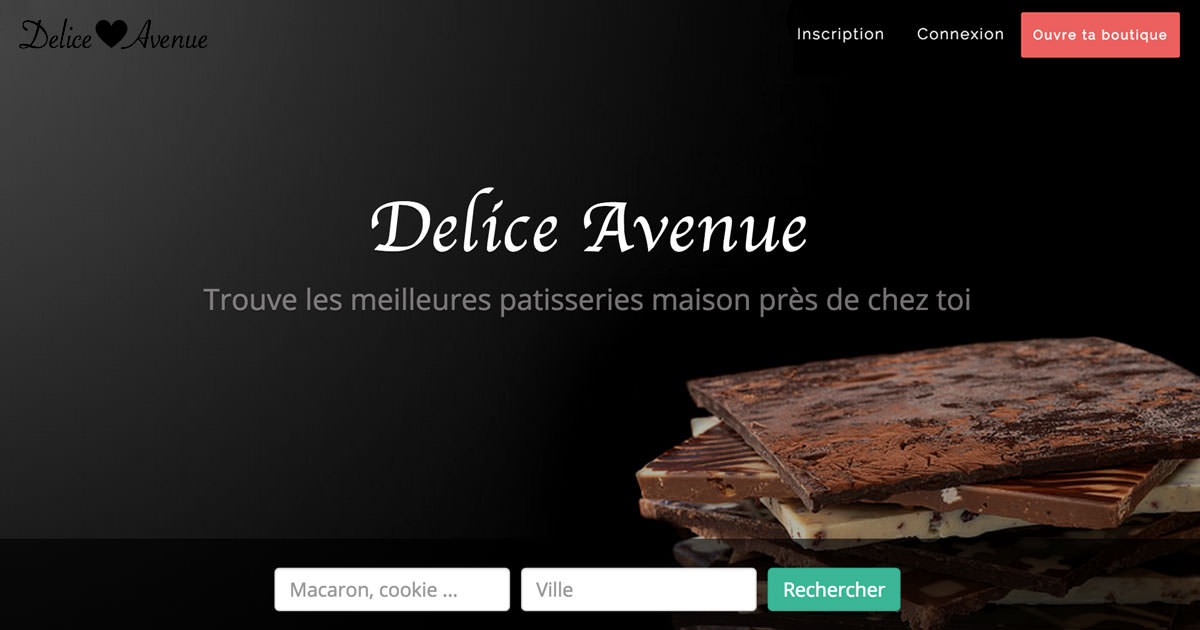 Delice Avenue
Inscription
Connexion
Ouvre ta boutique
Delice Avenue
Trouve les meilleures patisseries maison près de chez toi
Macaron, cookie ...
Ville
Rechercher